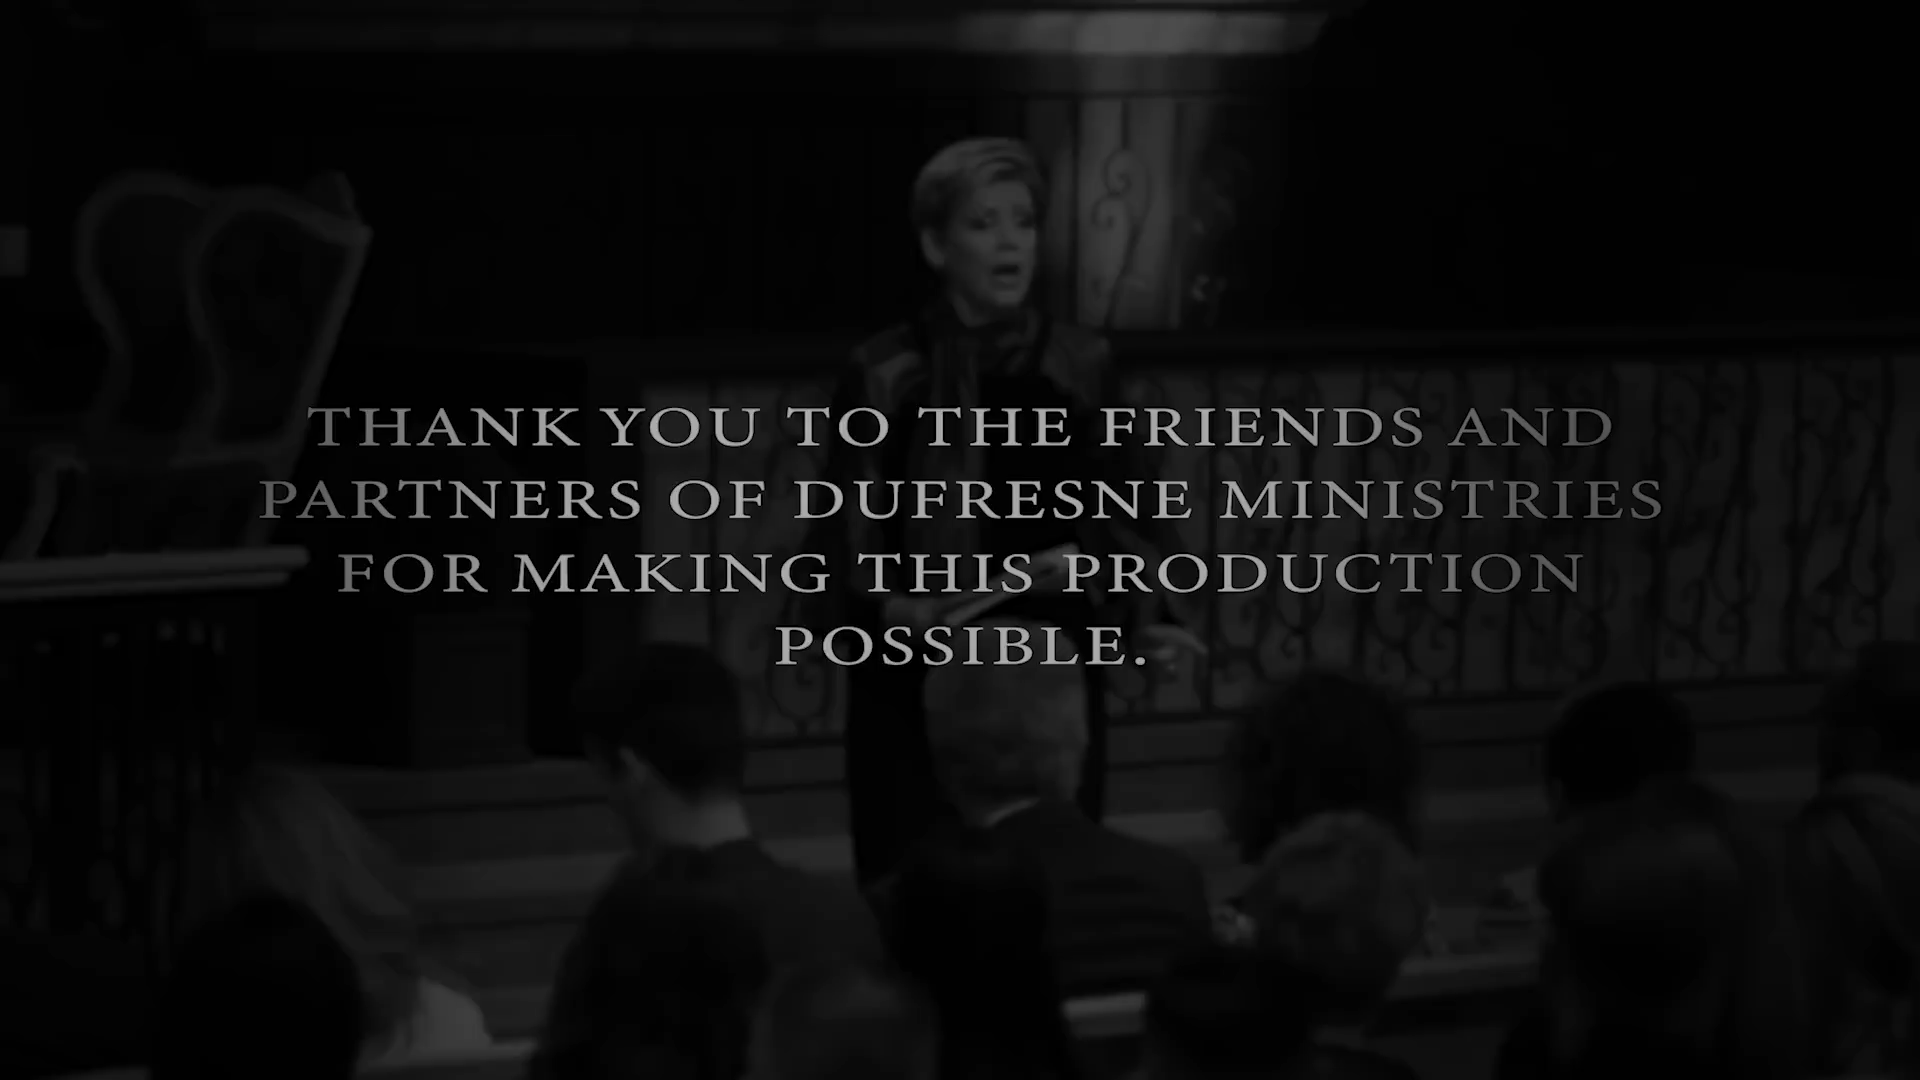 THANK YOU TO THE FRIENDS AND
PARTNERS OF DUFRESNE MINISTRIES
FOR MAKING THIS PRODUCTION
POSSIBLE.